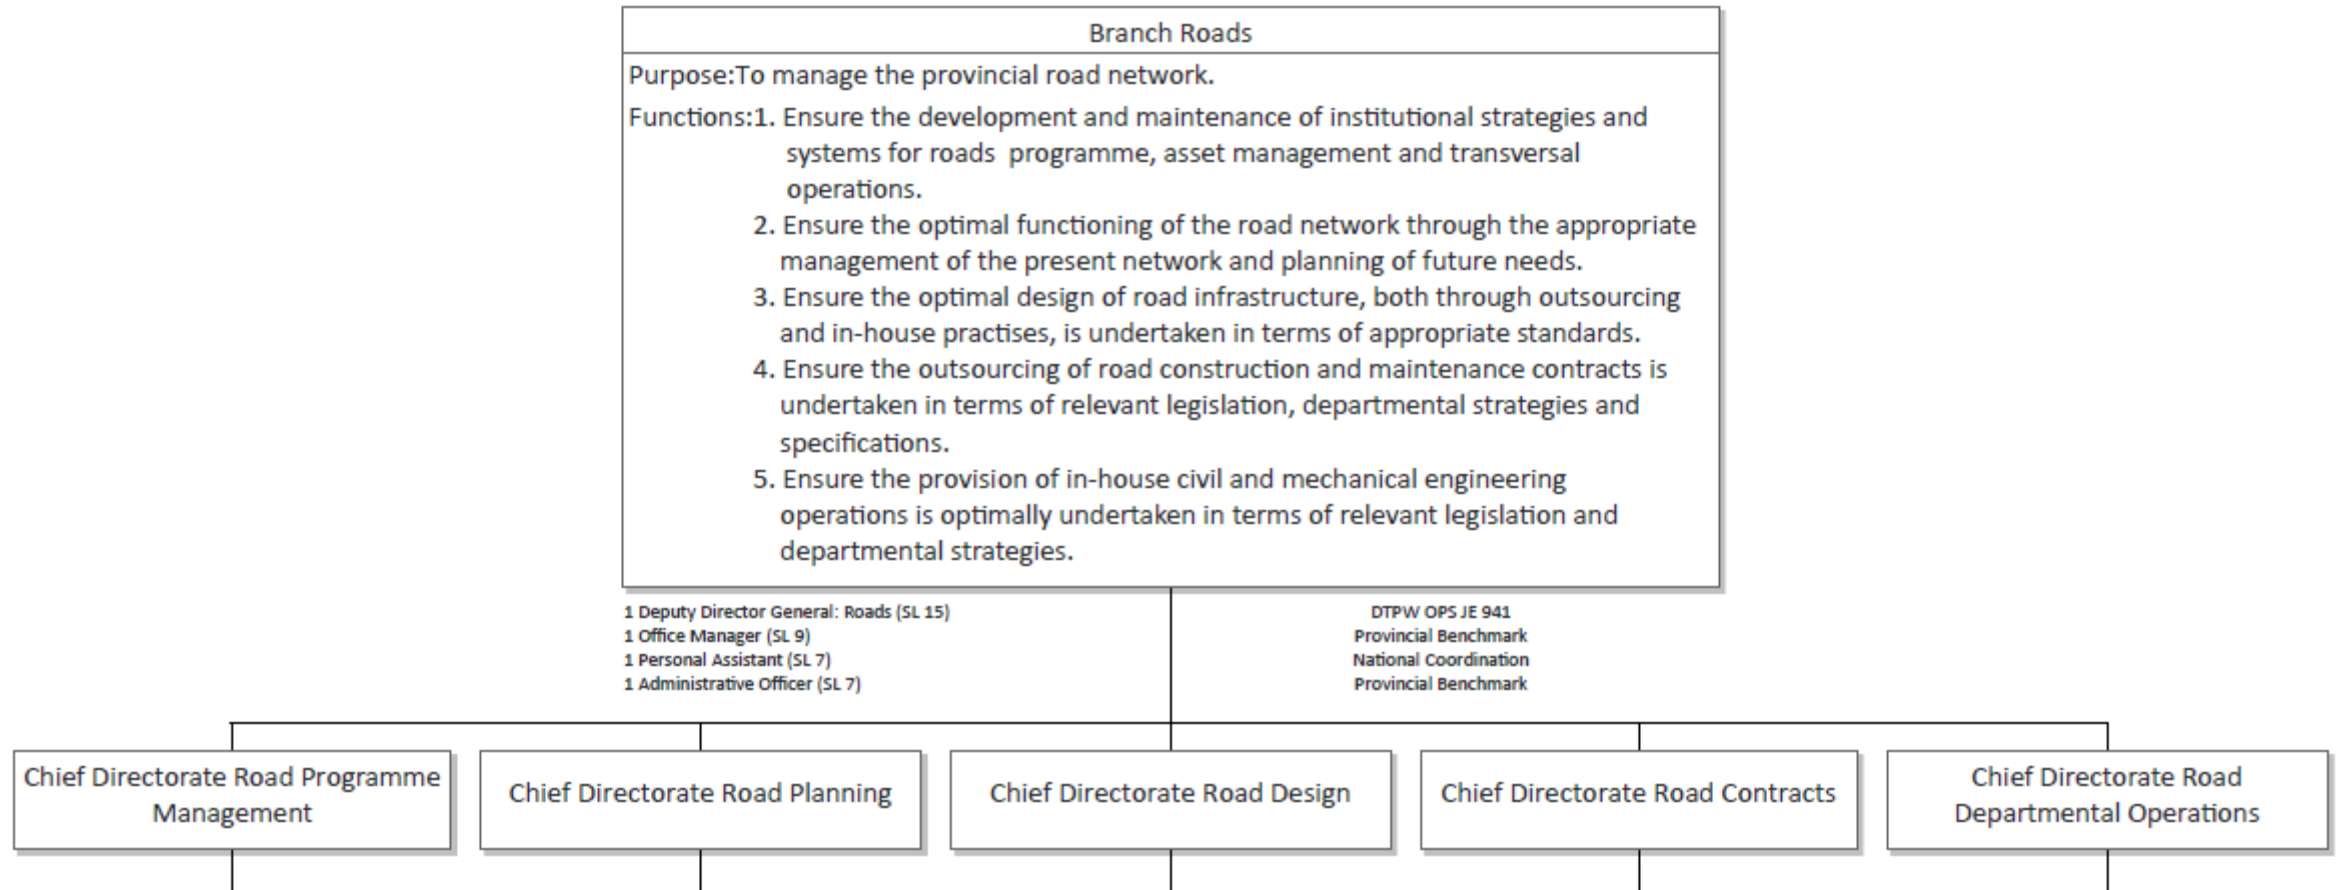 Branch Roads
Purpose:To manage the provincial road network.
Functions:1. Ensure the development and maintenance of institutional strategies and
systems for roads  programme, asset management and transversal
operations.
2. Ensure the optimal functioning of the road network through the appropriate
management of the present network and planning of future needs.
3. Ensure the optimal design of road infrastructure, both through outsourcing
and in-house practises, is undertaken in terms of appropriate standards.
4. Ensure the outsourcing of road construction and maintenance contracts is
undertaken in terms of relevant legislation, departmental strategies and
specifications.
5. Ensure the provision of in-house civil and mechanical engineering
operations is optimally undertaken in terms of relevant legislation and
departmental strategies.
1 Deputy Director General: Roads (SL 15)
1 Office Manager (SL 9)
1 Personal Assistant (SL 7)
1 Administrative Officer (SL 7)
DTPW OPS JE 941
Provincial Benchmark
National Coordination
Provincial Benchmark
Chief Directorate Road Programme
Management
Chief Directorate Road Planning
Chief Directorate Road Design
Chief Directorate Road Contracts
Chief Directorate Road
Departmental Operations